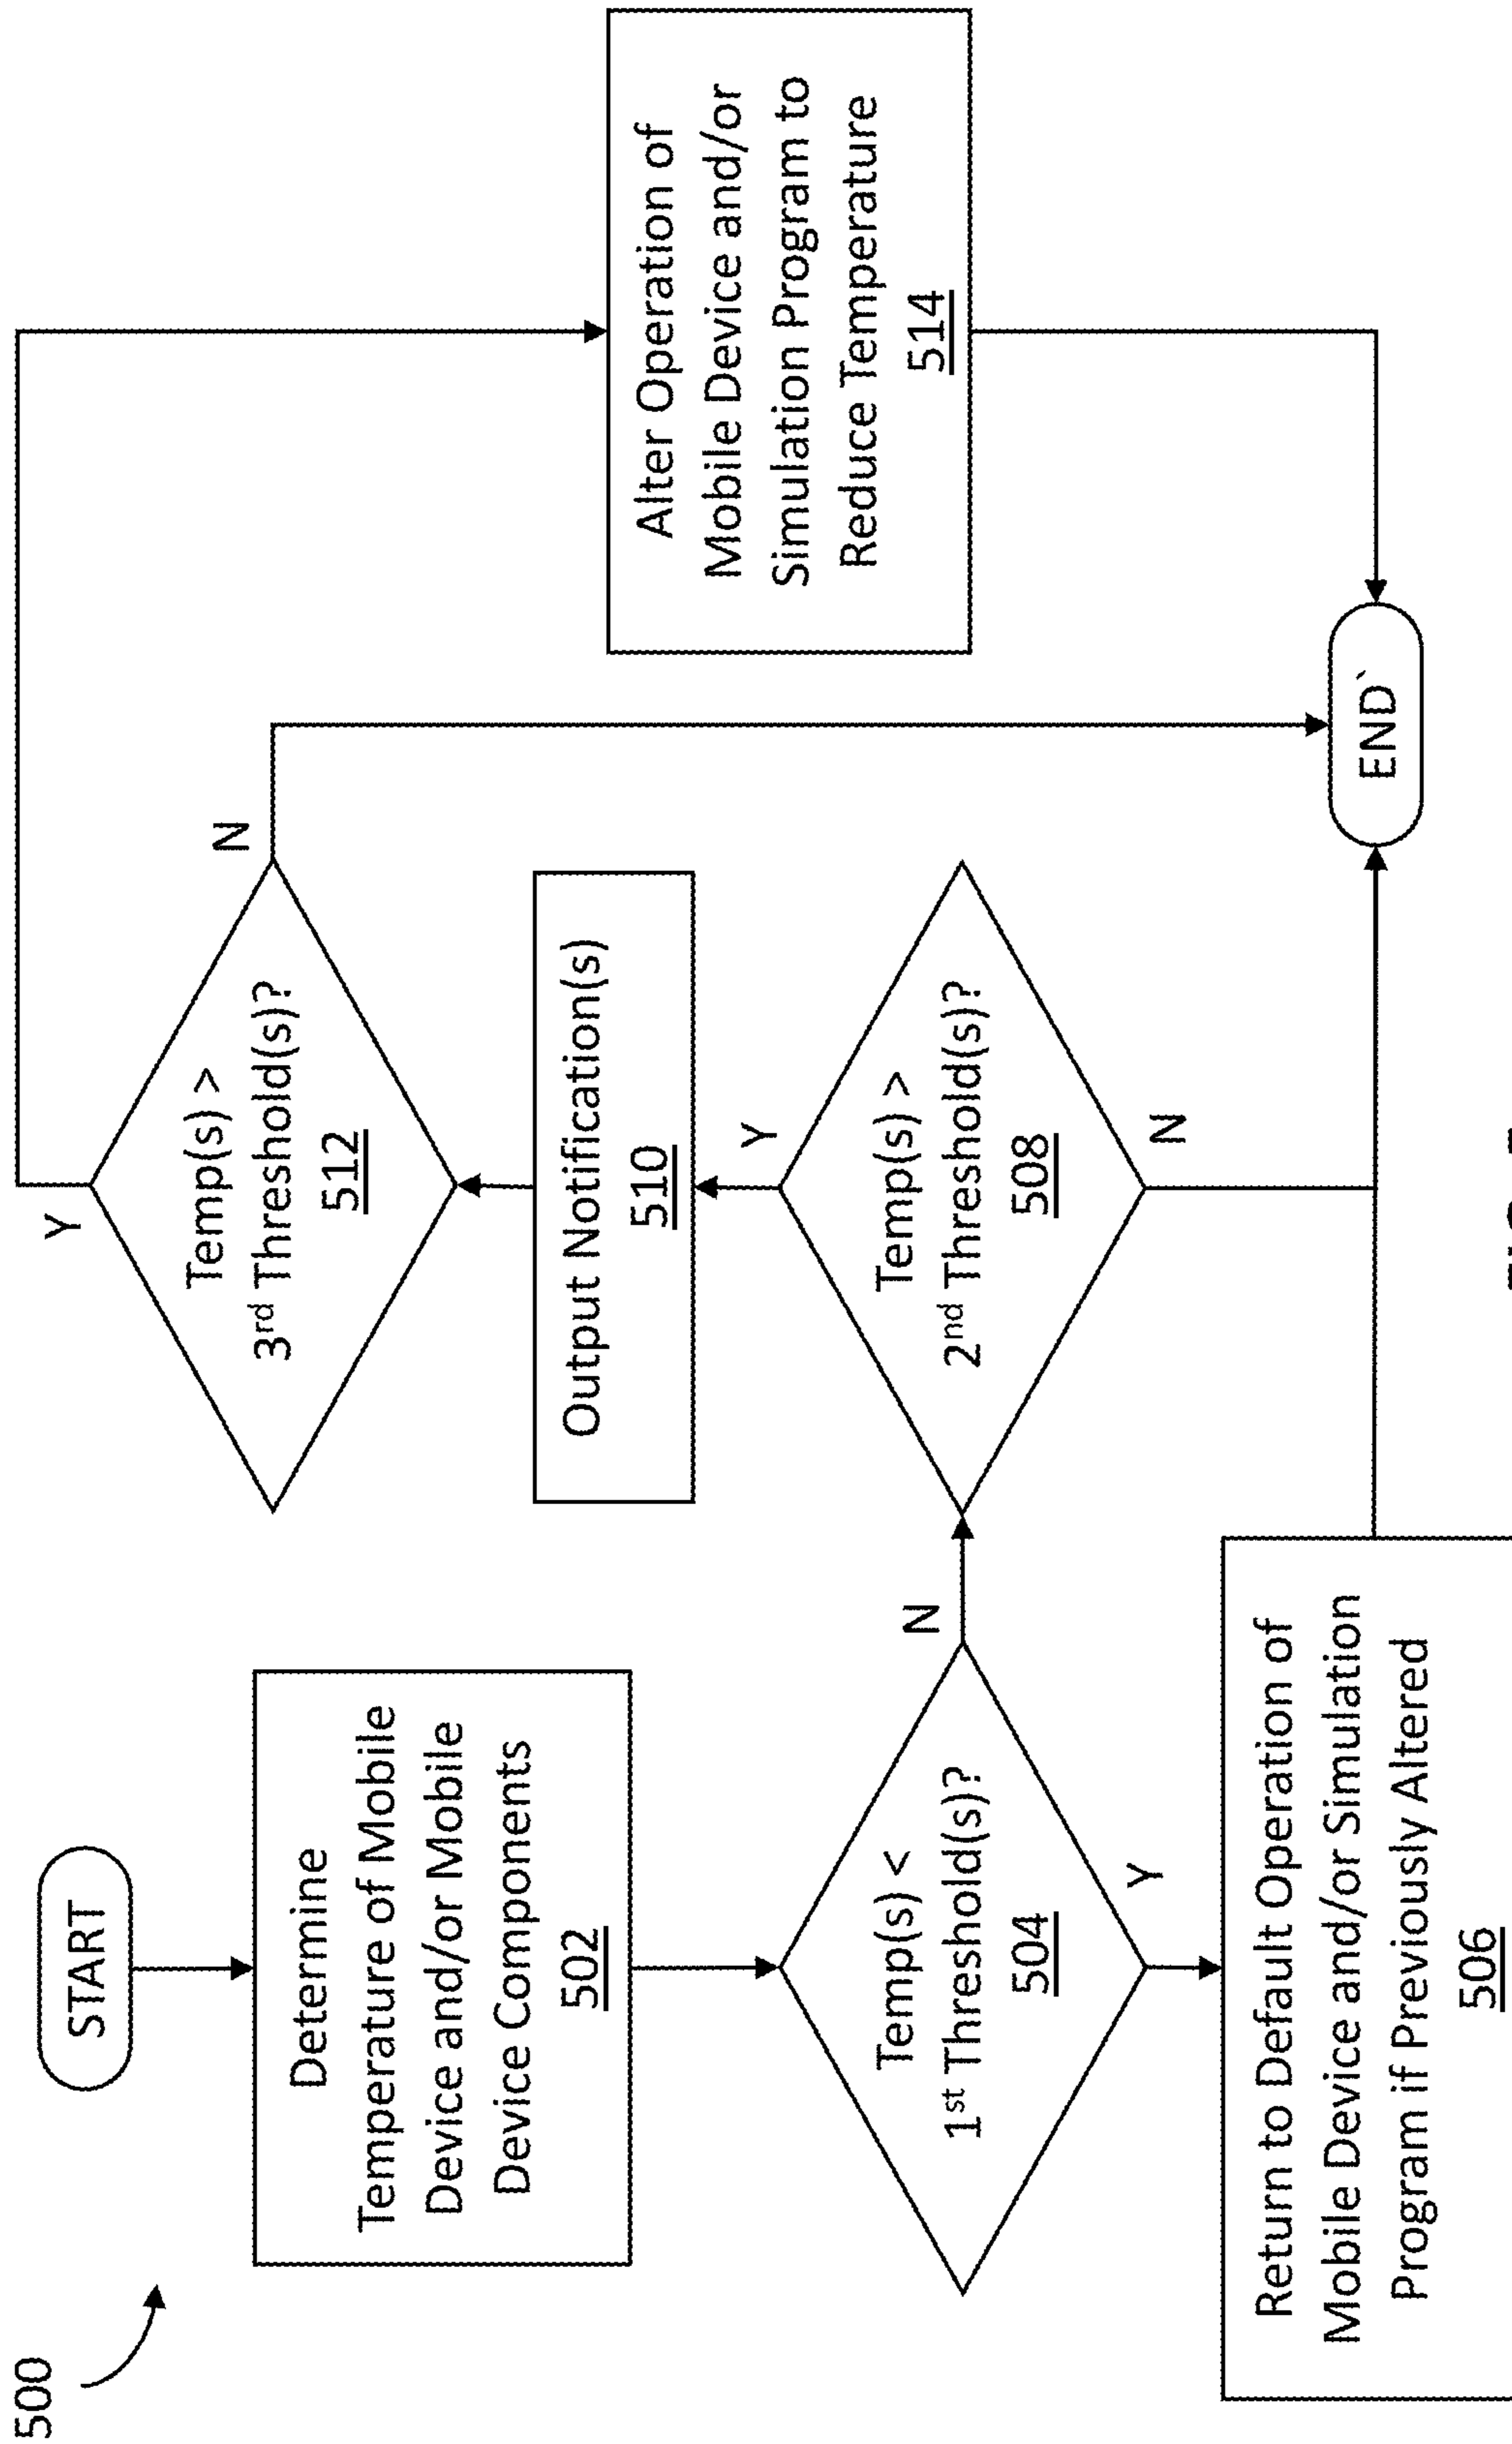 500
START
Determine
Temperature of Mobile
Device and/or Mobile
Device Components
502
Temp(s) <
1st Threshold(s)?
504
Y
N
Return to Default Operation of
Mobile Device and/or Simulation
Program if Previously Altered
506
Temp(s) >
2nd Threshold(s)?
508
Y
N
Output Notification(s)
510
Temp(s) >
3rd Threshold(s)?
512
Y
N
Alter Operation of
Mobile Device and/or
Simulation Program to
Reduce Temperature
514
END`